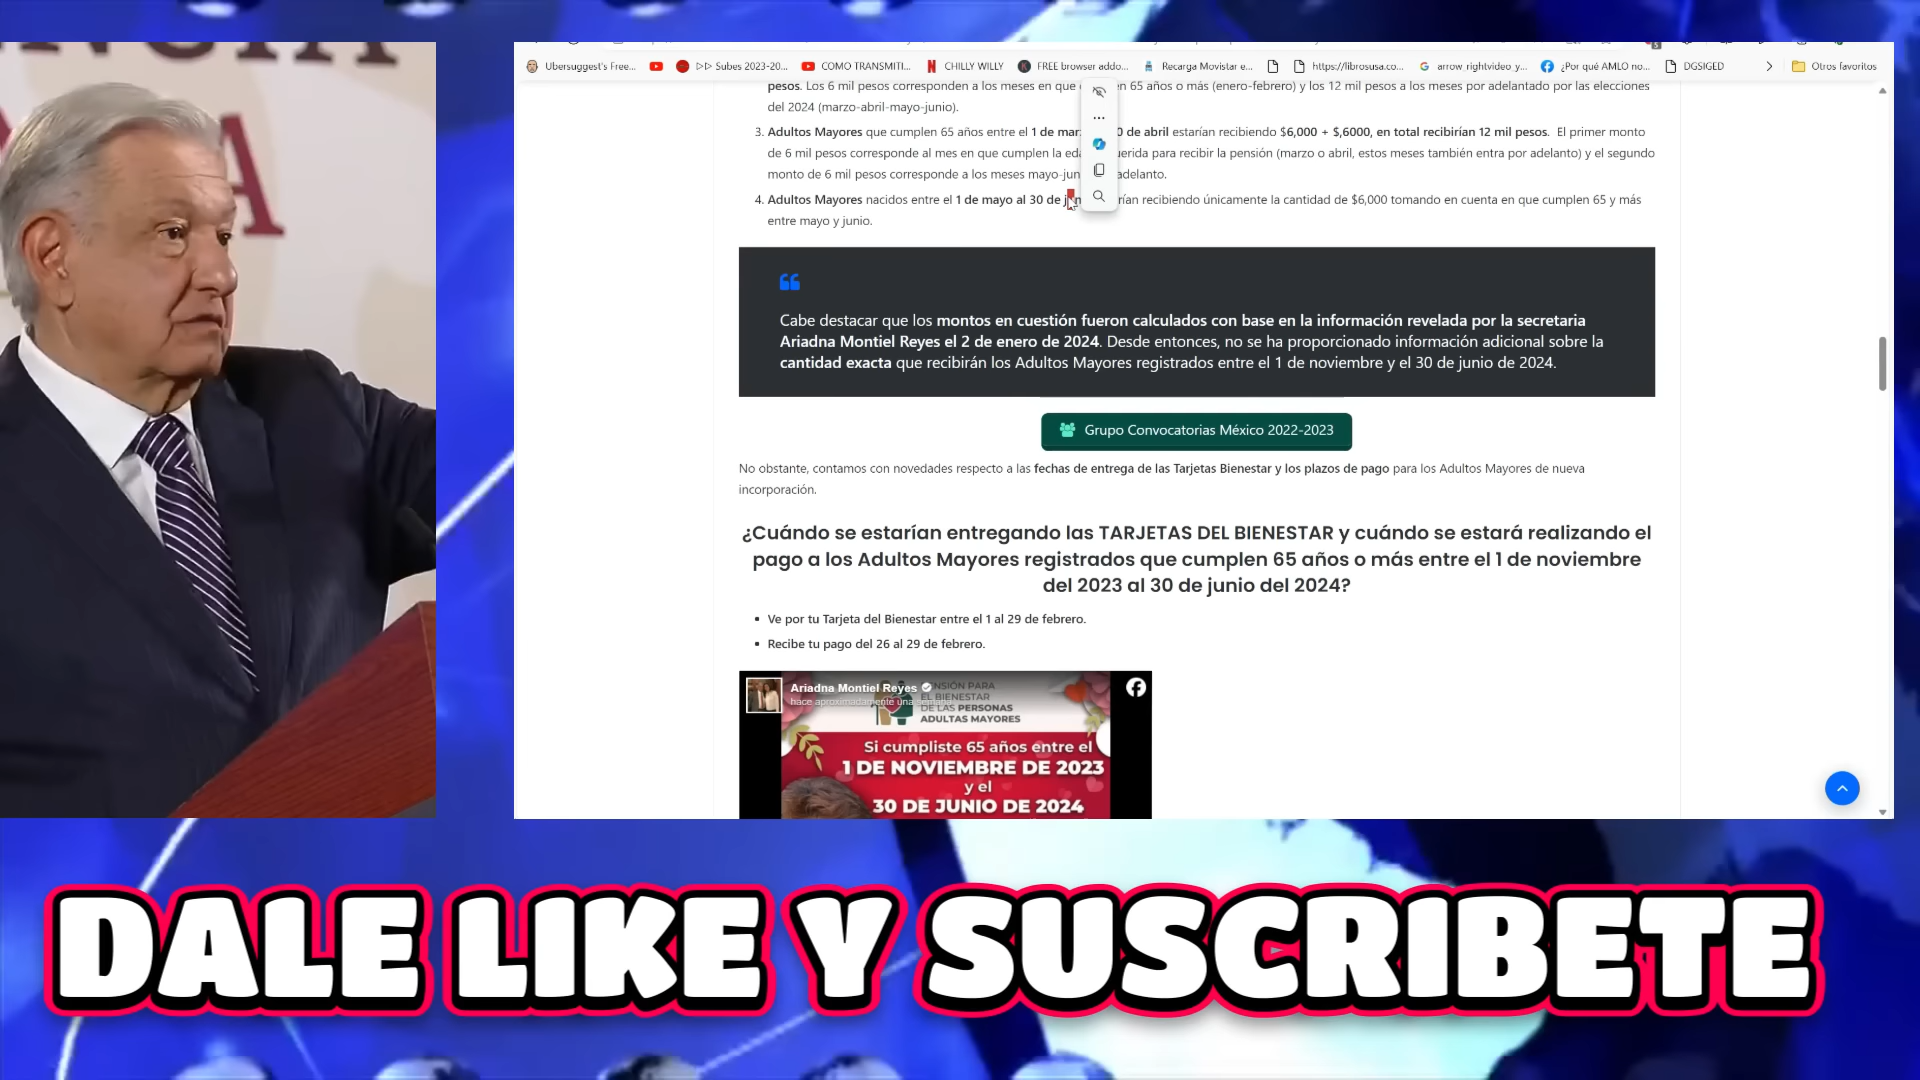 Ubersuggest's Free...
▷▷ Subes 2023-20...
COMO TRANSMITI...
CHILLY WILLY
FREE browser addo...
Recarga Movistar e...
https://librosusa.co...
arrow_rightvideo_y...
¿Por qué AMLO no...
DGSIGED
Otros favoritos
pesos. Los 6 mil pesos corresponden a los meses en que 65 años o más (enero-febrero) y los 12 mil pesos a los meses por adelantado por las elecciones
del 2024 (marzo-abril-mayo-junio).
3. Adultos Mayores que cumplen 65 años entre el 1 de mar 0 de abril estarían recibiendo $6,000 + $,6000, en total recibirían 12 mil pesos. El primer monto
de 6 mil pesos corresponde al mes en que cumplen la eda uerida para recibir la pensión (marzo o abril, estos meses también entra por adelanto) y el segundo
monto de 6 mil pesos corresponde a los meses mayo-jun adelanto.
4. Adultos Mayores nacidos entre el 1 de mayo al 30 de j rían recibiendo únicamente la cantidad de $6,000 tomando en cuenta en que cumplen 65 y más
entre mayo y junio.
Cabe destacar que los montos en cuestión fueron calculados con base en la información revelada por la secretaria
Ariadna Montiel Reyes el 2 de enero de 2024. Desde entonces, no se ha proporcionado información adicional sobre la
cantidad exacta que recibirán los Adultos Mayores registrados entre el 1 de noviembre y el 30 de junio de 2024.
Grupo Convocatorias México 2022-2023
No obstante, contamos con novedades respecto a las fechas de entrega de las Tarjetas Bienestar y los plazos de pago para los Adultos Mayores de nueva
incorporación.
¿Cuándo se estarían entregando las TARJETAS DEL BIENESTAR y cuándo se estará realizando el
pago a los Adultos Mayores registrados que cumplen 65 años o más entre el 1 de noviembre
del 2023 al 30 de junio del 2024?
• Ve por tu Tarjeta del Bienestar entre el 1 al 29 de febrero.
• Recibe tu pago del 26 al 29 de febrero.
Ariadna Montiel Reyes
hace aproximadamente una semana
PENSIÓN PARA
EL BIENESTAR
DE LAS PERSONAS
ADULTAS MAYORES
Si cumpliste 65 años entre el
1 DE NOVIEMBRE DE 2023
y el
30 DE JUNIO DE 2024
DALE LIKE Y SUSCRIBETE